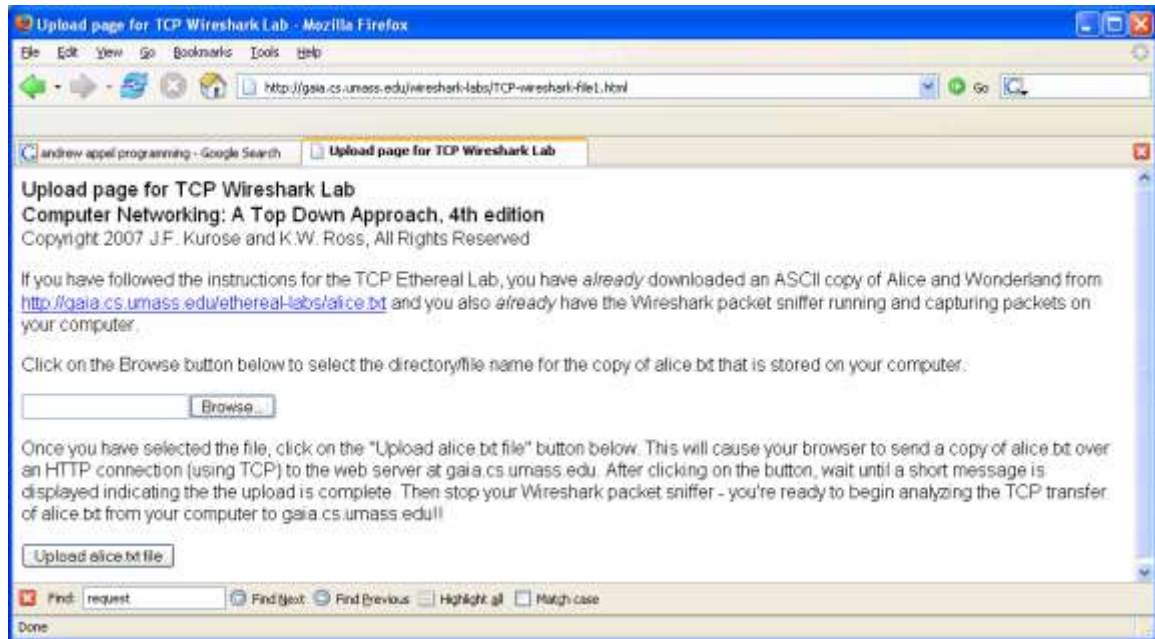 Upload page for TCP Wireshark Lab - Mozilla Firefox
File Edit View Go Bookmarks Tools Help
http://gaia.cs.umass.edu/wireshark-labs/TCP-wireshark-file1.html Go
andrew appel programming - Google Search Upload page for TCP Wireshark Lab
Upload page for TCP Wireshark Lab
Computer Networking: A Top Down Approach, 4th edition
Copyright 2007 J.F. Kurose and K.W. Ross, All Rights Reserved
If you have followed the instructions for the TCP Ethereal Lab, you have already downloaded an ASCII copy of Alice and Wonderland from
http://gaia.cs.umass.edu/ethereal-labs/alice.txt and you also already have the Wireshark packet sniffer running and capturing packets on
your computer.
Click on the Browse button below to select the directory/file name for the copy of alice.txt that is stored on your computer.
Browse...
Once you have selected the file, click on the "Upload alice.txt file" button below. This will cause your browser to send a copy of alice.txt over
an HTTP connection (using TCP) to the web server at gaia.cs.umass.edu. After clicking on the button, wait until a short message is
displayed indicating the the upload is complete. Then stop your Wireshark packet sniffer - you're ready to begin analyzing the TCP transfer
of alice.txt from your computer to gaia.cs.umass.edu!!
Upload alice.txt file
Find: request Find Next Find Previous Highlight all Match case
Done